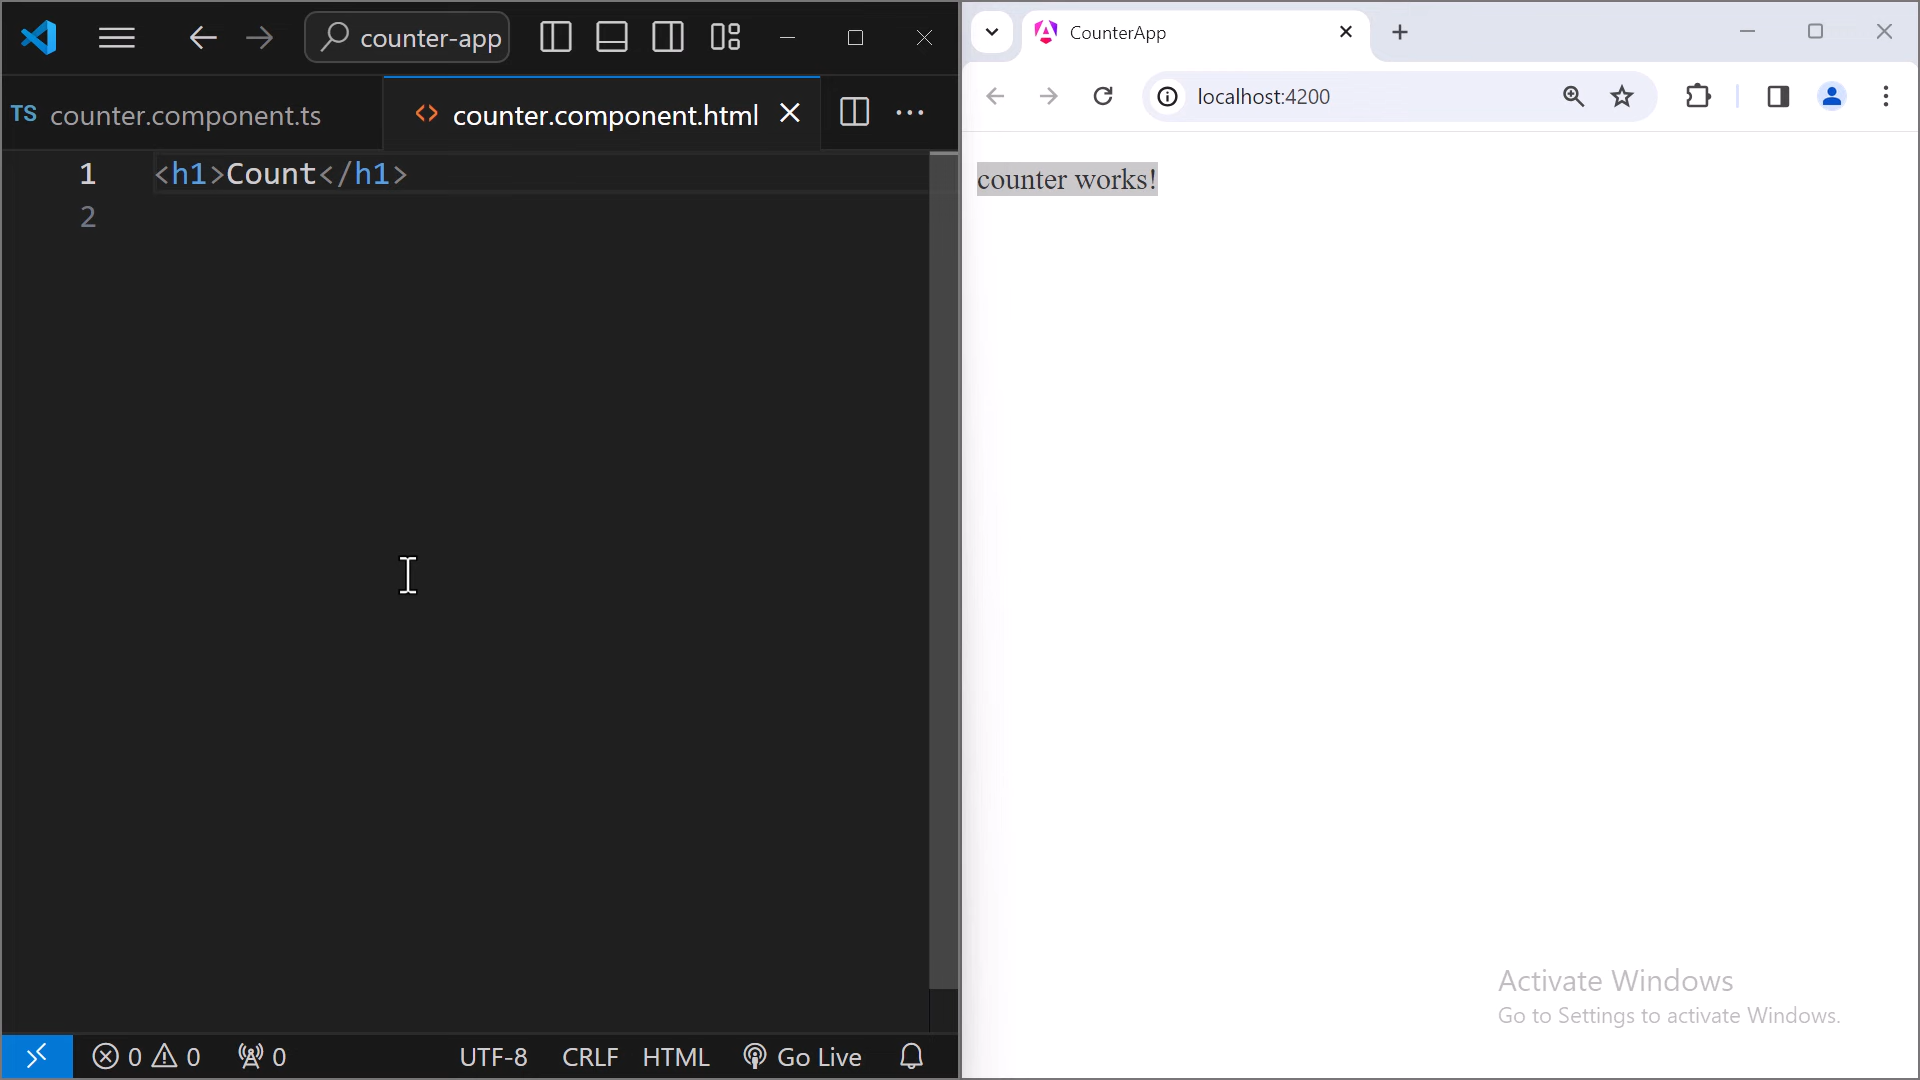 counter-app
TS counter.component.ts
<> counter.component.html
1 <h1>Count</h1>
2
0 0 0 UTF-8 CRLF HTML Go Live
CounterApp
localhost:4200
counter works!
Activate Windows
Go to Settings to activate Windows.